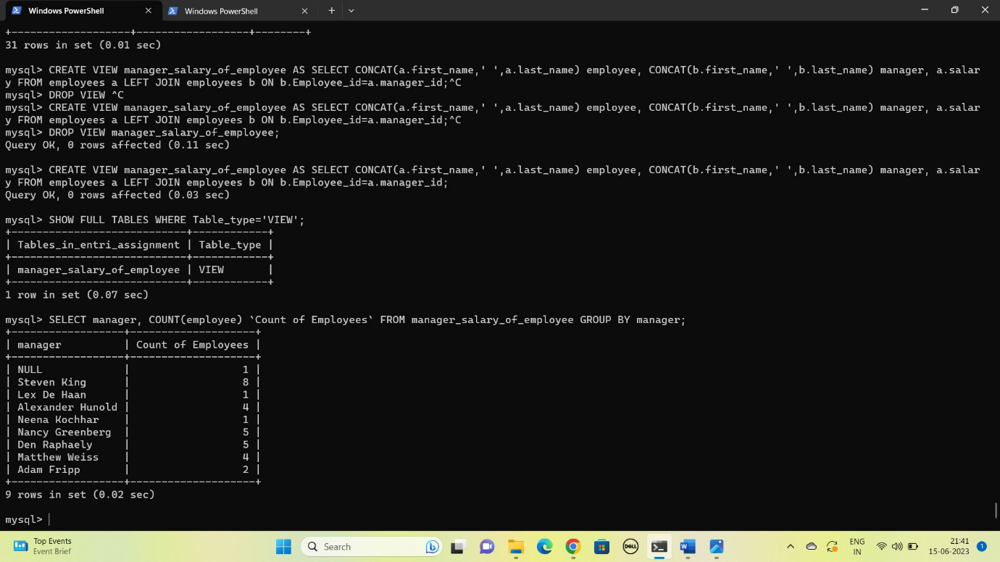 Windows PowerShell
Windows PowerShell
+-------------------+------------------+--------+
31 rows in set (0.01 sec)
mysql> CREATE VIEW manager_salary_of_employee AS SELECT CONCAT(a.first_name,' ',a.last_name) employee, CONCAT(b.first_name,' ',b.last_name) manager, a.salar
y FROM employees a LEFT JOIN employees b ON b.Employee_id=a.manager_id;^C
mysql> DROP VIEW ^C
mysql> CREATE VIEW manager_salary_of_employee AS SELECT CONCAT(a.first_name,' ',a.last_name) employee, CONCAT(b.first_name,' ',b.last_name) manager, a.salar
y FROM employees a LEFT JOIN employees b ON b.Employee_id=a.manager_id;^C
mysql> DROP VIEW manager_salary_of_employee;
Query OK, 0 rows affected (0.11 sec)
mysql> CREATE VIEW manager_salary_of_employee AS SELECT CONCAT(a.first_name,' ',a.last_name) employee, CONCAT(b.first_name,' ',b.last_name) manager, a.salar
y FROM employees a LEFT JOIN employees b ON b.Employee_id=a.manager_id;
Query OK, 0 rows affected (0.03 sec)
mysql> SHOW FULL TABLES WHERE Table_type='VIEW';
+----------------------------+------------+
| Tables_in_entri_assignment | Table_type |
+----------------------------+------------+
| manager_salary_of_employee | VIEW       |
+----------------------------+------------+
1 row in set (0.07 sec)
mysql> SELECT manager, COUNT(employee) `Count of Employees` FROM manager_salary_of_employee GROUP BY manager;
+------------------+--------------------+
| manager          | Count of Employees |
+------------------+--------------------+
| NULL             |                  1 |
| Steven King      |                  8 |
| Lex De Haan      |                  1 |
| Alexander Hunold |                  4 |
| Neena Kochhar    |                  1 |
| Nancy Greenberg  |                  5 |
| Den Raphaely     |                  5 |
| Matthew Weiss    |                  4 |
| Adam Fripp       |                  2 |
+------------------+--------------------+
9 rows in set (0.02 sec)
mysql>
Top Events
Event Brief
Search
DELL
ENG
IN
21:41
15-06-2023
1